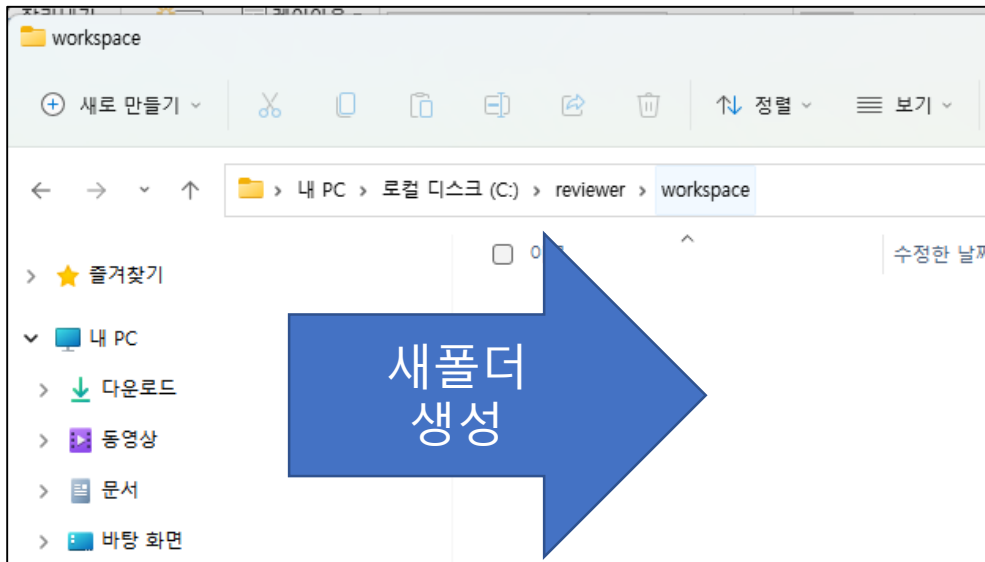 workspace
새로 만들기
정렬
보기
내 PC > 로컬 디스크 (C:) > reviewer > workspace
수정한 날짜
즐겨찾기
내 PC
다운로드
동영상
문서
바탕 화면
새폴더
생성